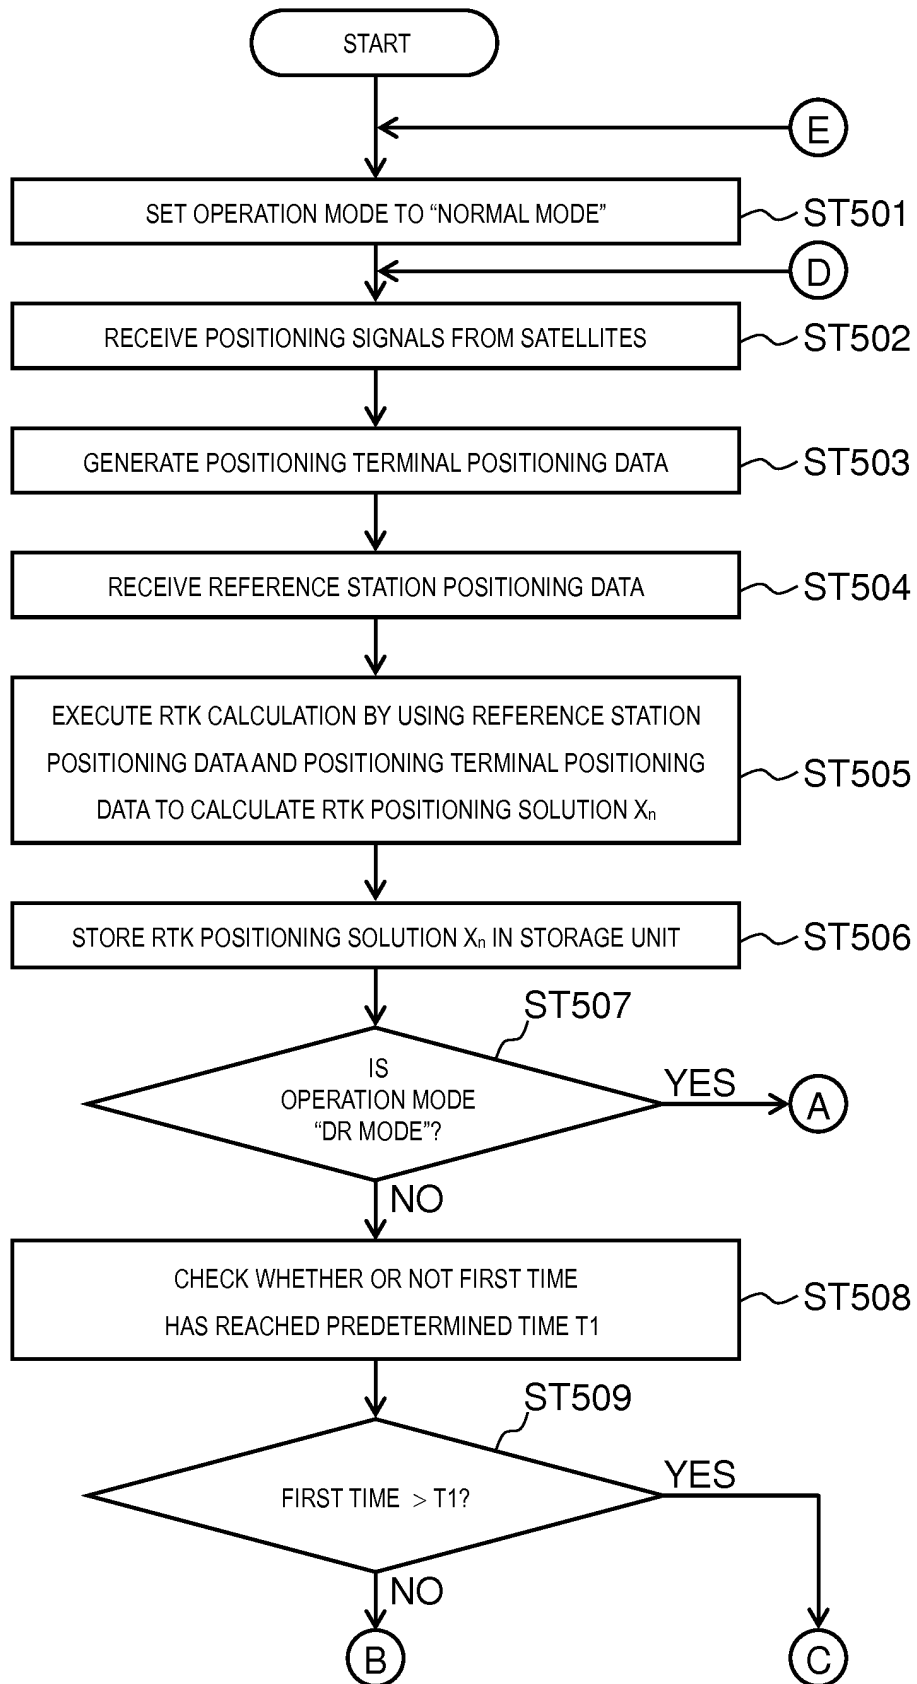 START
E
SET OPERATION MODE TO “NORMAL MODE”
ST501
D
RECEIVE POSITIONING SIGNALS FROM SATELLITES
ST502
GENERATE POSITIONING TERMINAL POSITIONING DATA
ST503
RECEIVE REFERENCE STATION POSITIONING DATA
ST504
EXECUTE RTK CALCULATION BY USING REFERENCE STATION
POSITIONING DATA AND POSITIONING TERMINAL POSITIONING
DATA TO CALCULATE RTK POSITIONING SOLUTION Xn
ST505
STORE RTK POSITIONING SOLUTION Xn IN STORAGE UNIT
ST506
ST507
IS
OPERATION MODE
“DR MODE”?
YES
A
NO
CHECK WHETHER OR NOT FIRST TIME
HAS REACHED PREDETERMINED TIME T1
ST508
ST509
FIRST TIME > T1?
YES
NO
B
C